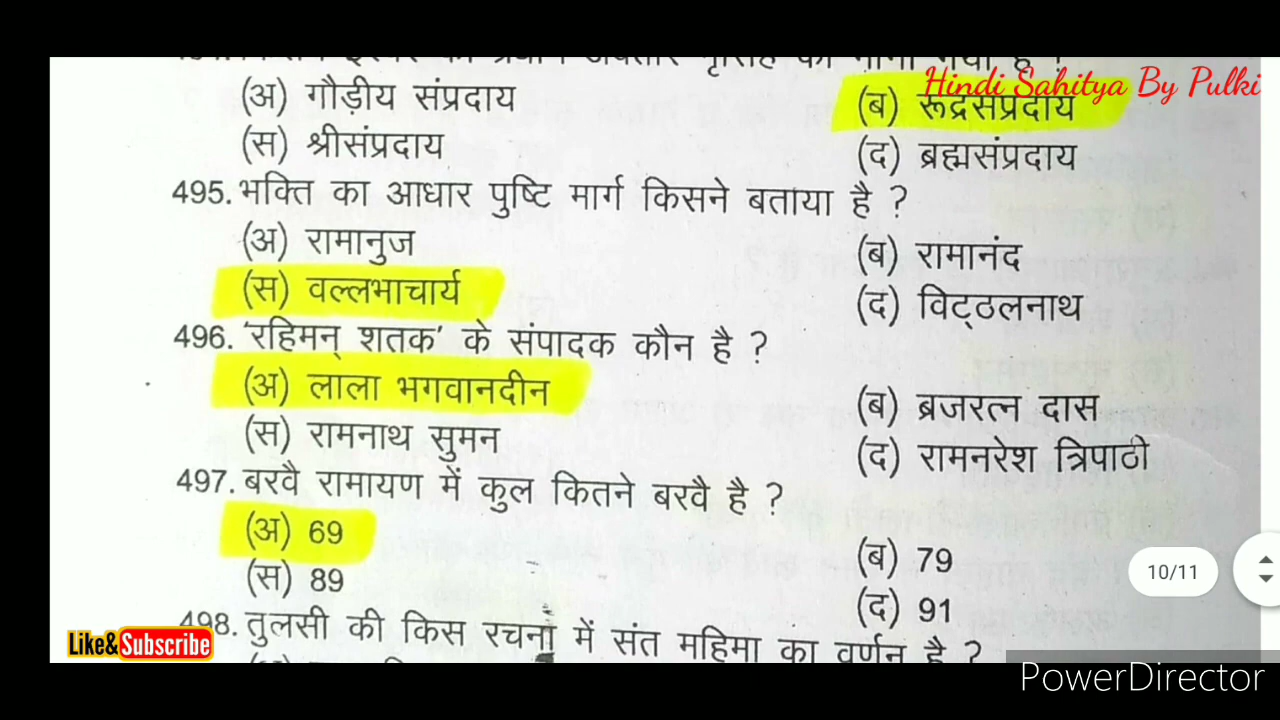 Hindi Sahitya By Pulki
(अ) गौड़ीय संप्रदाय (ब) रूद्रसंप्रदाय
(स) श्रीसंप्रदाय (द) ब्रह्मसंप्रदाय
495. भक्ति का आधार पुष्टि मार्ग किसने बताया है ?
(अ) रामानुज (ब) रामानंद
(स) वल्लभाचार्य (द) विट्ठलनाथ
496. 'रहिमन् शतक' के संपादक कौन है ?
(अ) लाला भगवानदीन (ब) ब्रजरत्न दास
(स) रामनाथ सुमन (द) रामनरेश त्रिपाठी
497. बरवै रामायण में कुल कितने बरवै है ?
(अ) 69 (ब) 79
(स) 89 (द) 91
10/11
498. तुलसी की किस रचना में संत महिमा का वर्णन है ?
Like& Subscribe
PowerDirector